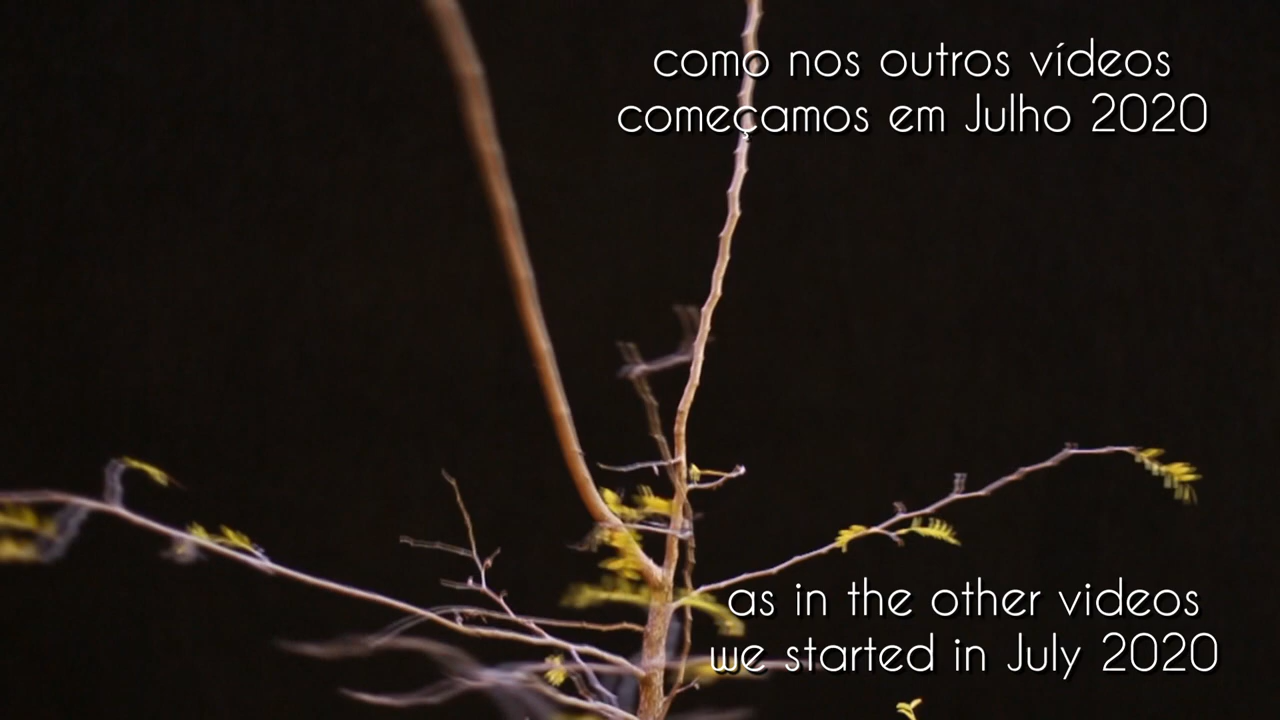 como nos outros vídeos
começamos em Julho 2020
as in the other videos
we started in July 2020